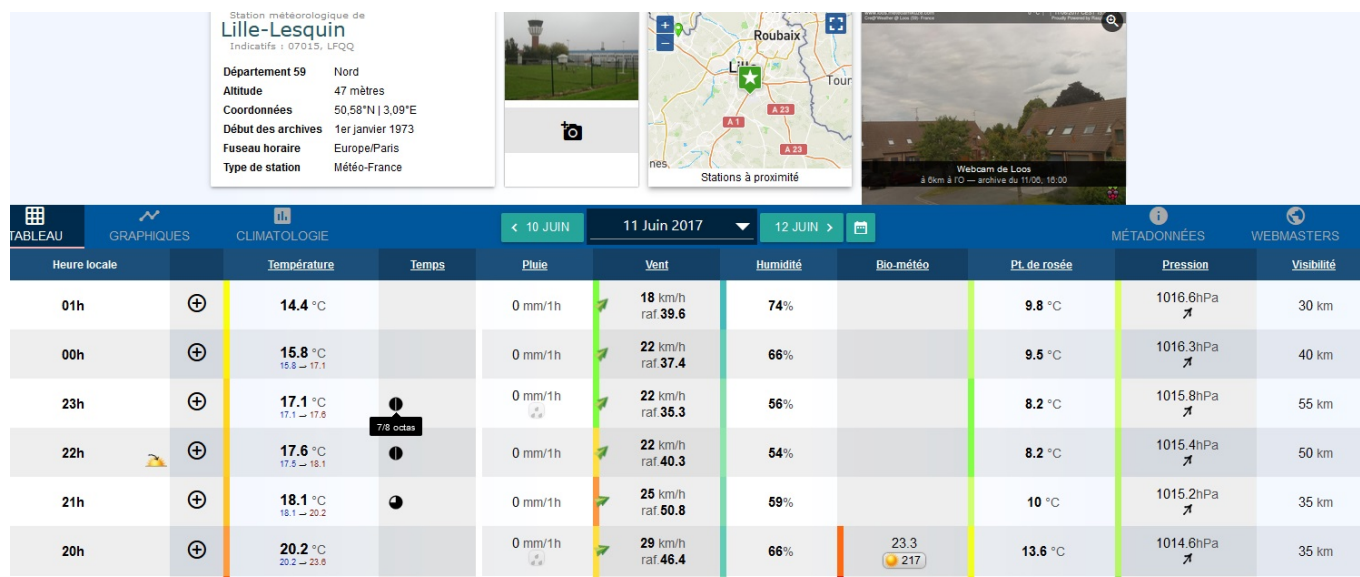 Station météorologique de
Lille-Lesquin
Indicatifs : 07015, LFQQ
Département 59 Nord
Altitude 47 mètres
Coordonnées 50,58°N | 3,09°E
Début des archives 1er janvier 1973
Fuseau horaire Europe/Paris
Type de station Météo-France
+
−
Roubaix
Lille
Tour
A 23
A 1
A 23
nes
Stations à proximité
Webcam de Loos
à 6km à l'O — archive du 11/06, 16:00
TABLEAU GRAPHIQUES CLIMATOLOGIE < 10 JUIN 11 Juin 2017 12 JUIN > MÉTADONNÉES WEBMASTERS
Heure locale Température Temps Pluie Vent Humidité Bio-météo Pt. de rosée Pression Visibilité
01h 14.4 °C 0 mm/1h 18 km/h 74% 9.8 °C 1016.6hPa 30 km
raf.39.6
00h 15.8 °C 0 mm/1h 22 km/h 66% 9.5 °C 1016.3hPa 40 km
15.8 → 17.1 raf.37.4
23h 17.1 °C 0 mm/1h 22 km/h 56% 8.2 °C 1015.8hPa 55 km
17.1 → 17.6 raf.35.3
7/8 octas
22h 17.6 °C 0 mm/1h 22 km/h 54% 8.2 °C 1015.4hPa 50 km
17.5 → 18.1 raf.40.3
21h 18.1 °C 0 mm/1h 25 km/h 59% 10 °C 1015.2hPa 35 km
18.1 → 20.2 raf.50.8
20h 20.2 °C 0 mm/1h 29 km/h 66% 23.3 13.6 °C 1014.6hPa 35 km
20.2 → 23.6 raf.46.4 217